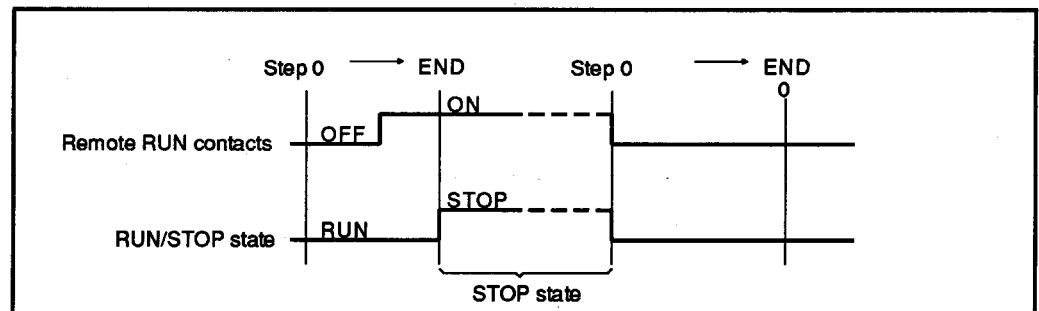 Step 0 → END Step 0 → END
0
ON
Remote RUN contacts OFF
STOP
RUN/STOP state RUN
STOP state